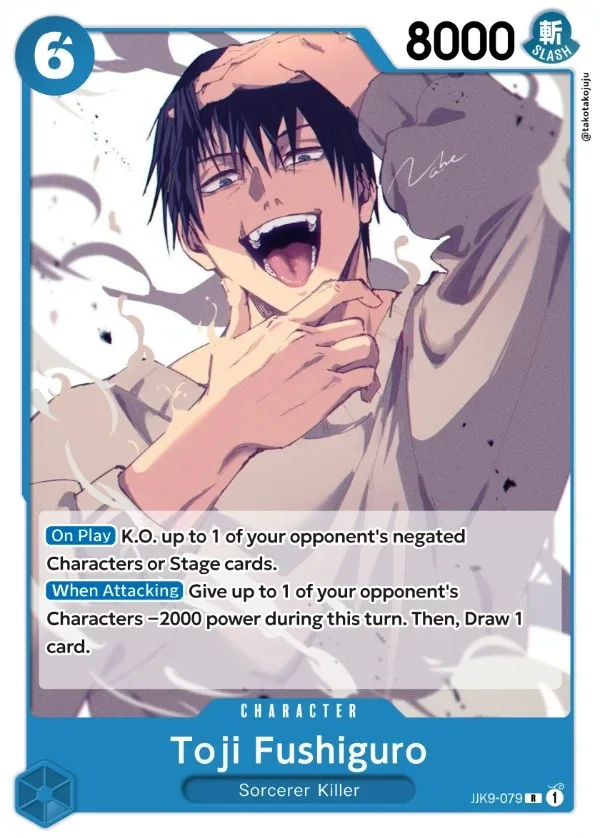 6
8000
斬
SLASH
@takotakojuju
On Play K.O. up to 1 of your opponent's negated
Characters or Stage cards.
When Attacking Give up to 1 of your opponent's
Characters −2000 power during this turn. Then, Draw 1
card.
CHARACTER
Toji Fushiguro
Sorcerer Killer
JJK9-079 R 1